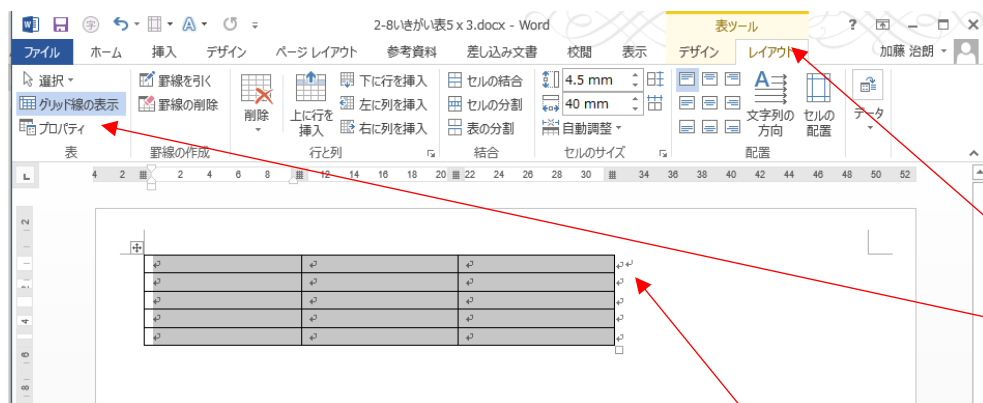 2-8いきがい表5 x 3.docx - Word
表ツール
?
ファイル ホーム 挿入 デザイン ページ レイアウト 参考資料 差し込み文書 校閲 表示 デザイン レイアウト 加藤 治朗
選択
グリッド線の表示
プロパティ
表
罫線を引く
罫線の削除
罫線の作成
削除
上に行を
挿入
下に行を挿入
左に列を挿入
右に列を挿入
行と列
セルの結合
セルの分割
表の分割
結合
4.5 mm
40 mm
自動調整
セルのサイズ
A
文字列の
方向
セルの
配置
配置
データ
L
4 2 2 4 6 8 12 14 16 18 20 22 24 26 28 30 34 36 38 40 42 44 46 48 50 52
2
2
4
6
8